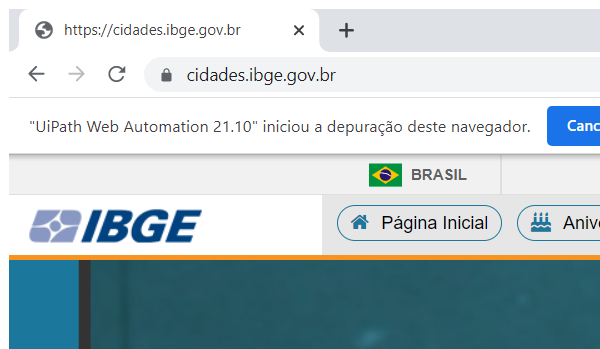 https://cidades.ibge.gov.br
cidades.ibge.gov.br
"UiPath Web Automation 21.10" iniciou a depuração deste navegador. Canc
BRASIL
IBGE Página Inicial Anive